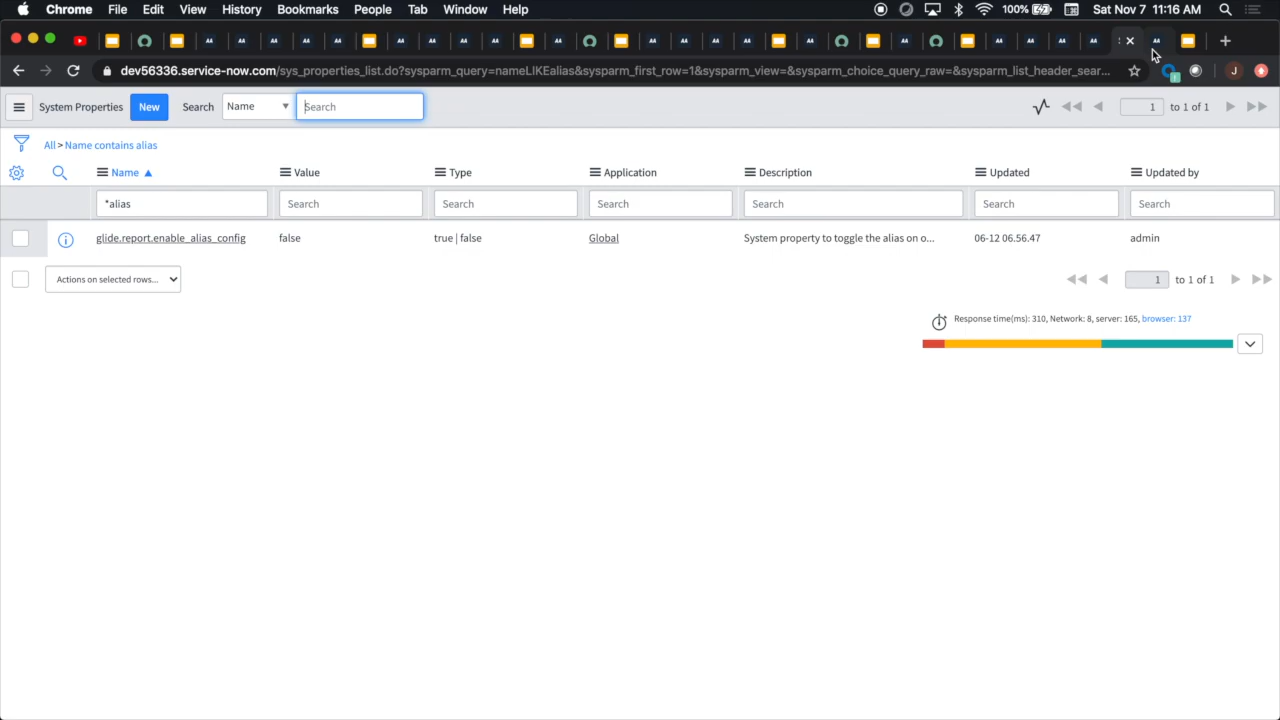 Chrome File Edit View History Bookmarks People Tab Window Help 100% Sat Nov 7 11:16 AM
dev56336.service-now.com/sys_properties_list.do?sysparm_query=nameLIKEalias&sysparm_first_row=1&sysparm_view=&sysparm_choice_query_raw=&sysparm_list_header_sear... J
System Properties New Search Name Search 1 to 1 of 1
All > Name contains alias
Name Value Type Application Description Updated Updated by
*alias Search Search Search Search Search Search
glide.report.enable_alias_config false true | false Global System property to toggle the alias on o... 06-12 06.56.47 admin
Actions on selected rows... 1 to 1 of 1
Response time(ms): 310, Network: 8, server: 165, browser: 137